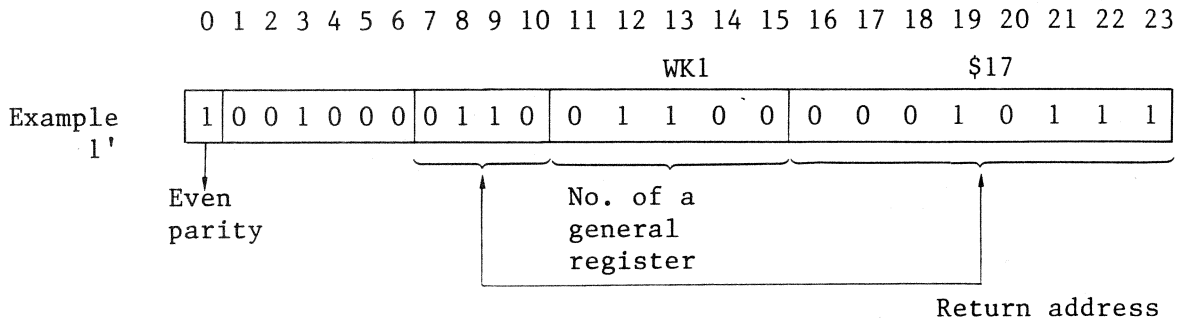 0 1 2 3 4 5 6 7 8 9 10 11 12 13 14 15 16 17 18 19 20 21 22 23
WK1 $17
Example 1 0 0 1 0 0 0 0 1 1 0 0 1 1 0 0 0 0 0 1 0 1 1 1
1'
Even
parity
No. of a
general
register
Return address